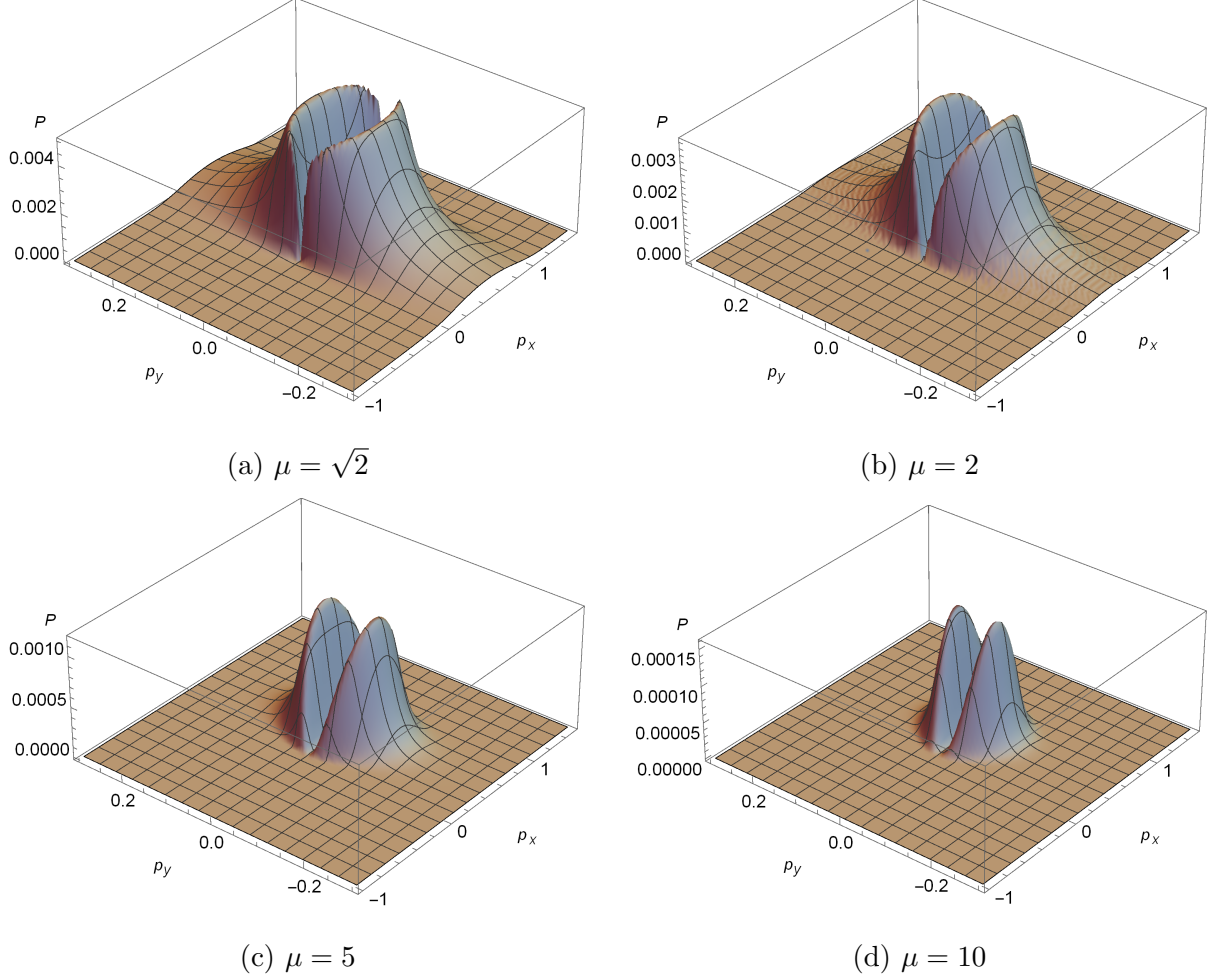 P
0.004
0.002
0.000
0.2
0.0
−0.2
p_y
−1
0
1
p_x
(a) μ = √2
P
0.003
0.002
0.001
0.000
0.2
0.0
−0.2
p_y
−1
0
1
p_x
(b) μ = 2
P
0.0010
0.0005
0.0000
0.2
0.0
−0.2
p_y
−1
0
1
p_x
(c) μ = 5
P
0.00015
0.00010
0.00005
0.00000
0.2
0.0
−0.2
p_y
−1
0
1
p_x
(d) μ = 10